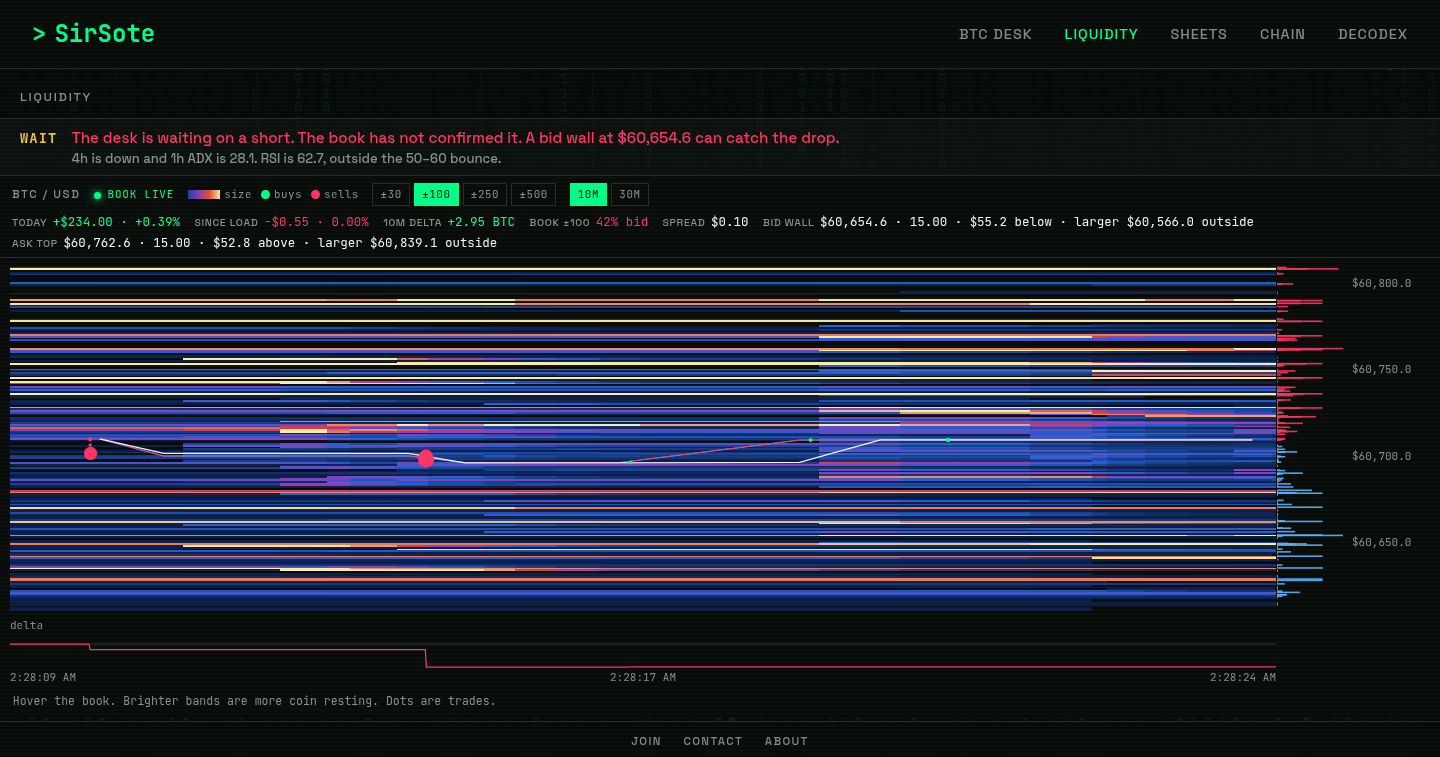 > SirSote
BTC DESK LIQUIDITY SHEETS CHAIN DECODEX
LIQUIDITY
WAIT The desk is waiting on a short. The book has not confirmed it. A bid wall at $60,654.6 can catch the drop.
4h is down and 1h ADX is 28.1. RSI is 62.7, outside the 50–60 bounce.
BTC / USD BOOK LIVE size buys sells ±30 ±100 ±250 ±500 10M 30M
TODAY +$234.00 · +0.39% SINCE LOAD -$0.55 · 0.00% 10M DELTA +2.95 BTC BOOK ±100 42% bid SPREAD $0.10 BID WALL $60,654.6 · 15.00 · $55.2 below · larger $60,566.0 outside
ASK TOP $60,762.6 · 15.00 · $52.8 above · larger $60,839.1 outside
$60,800.0
$60,750.0
$60,700.0
$60,650.0
delta
2:28:09 AM 2:28:17 AM 2:28:24 AM
Hover the book. Brighter bands are more coin resting. Dots are trades.
JOIN CONTACT ABOUT